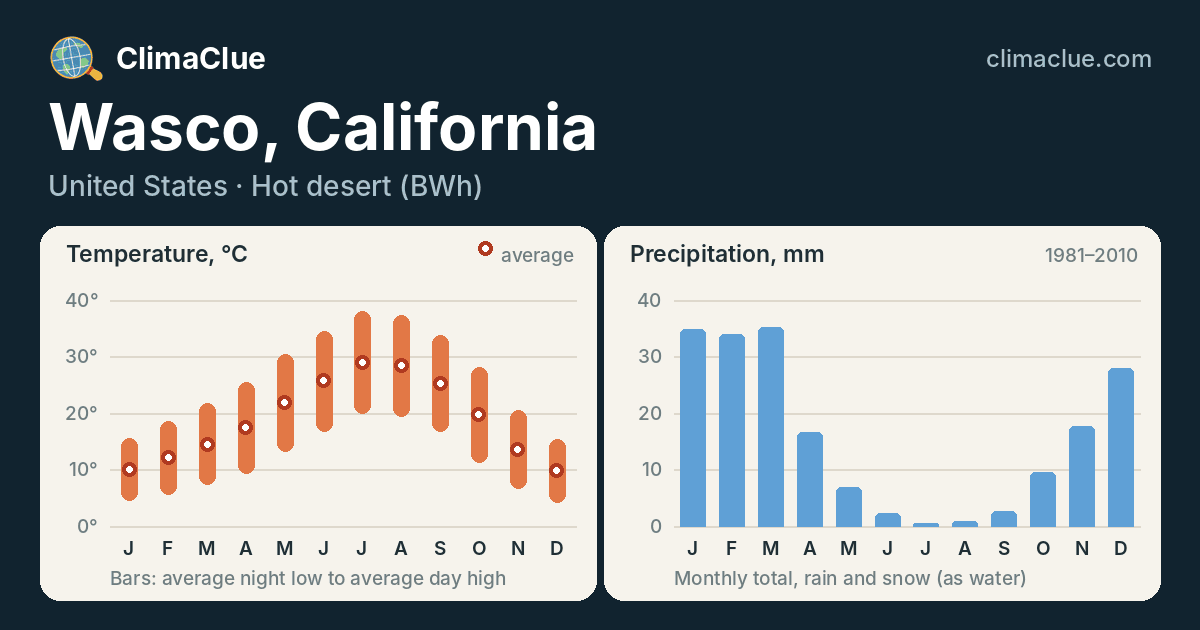 ClimaClue
climaclue.com
Wasco, California
United States · Hot desert (BWh)
Temperature, °C
average
40°
30°
20°
10°
0°
J F M A M J J A S O N D
Bars: average night low to average day high
Precipitation, mm
1981–2010
40
30
20
10
0
J F M A M J J A S O N D
Monthly total, rain and snow (as water)